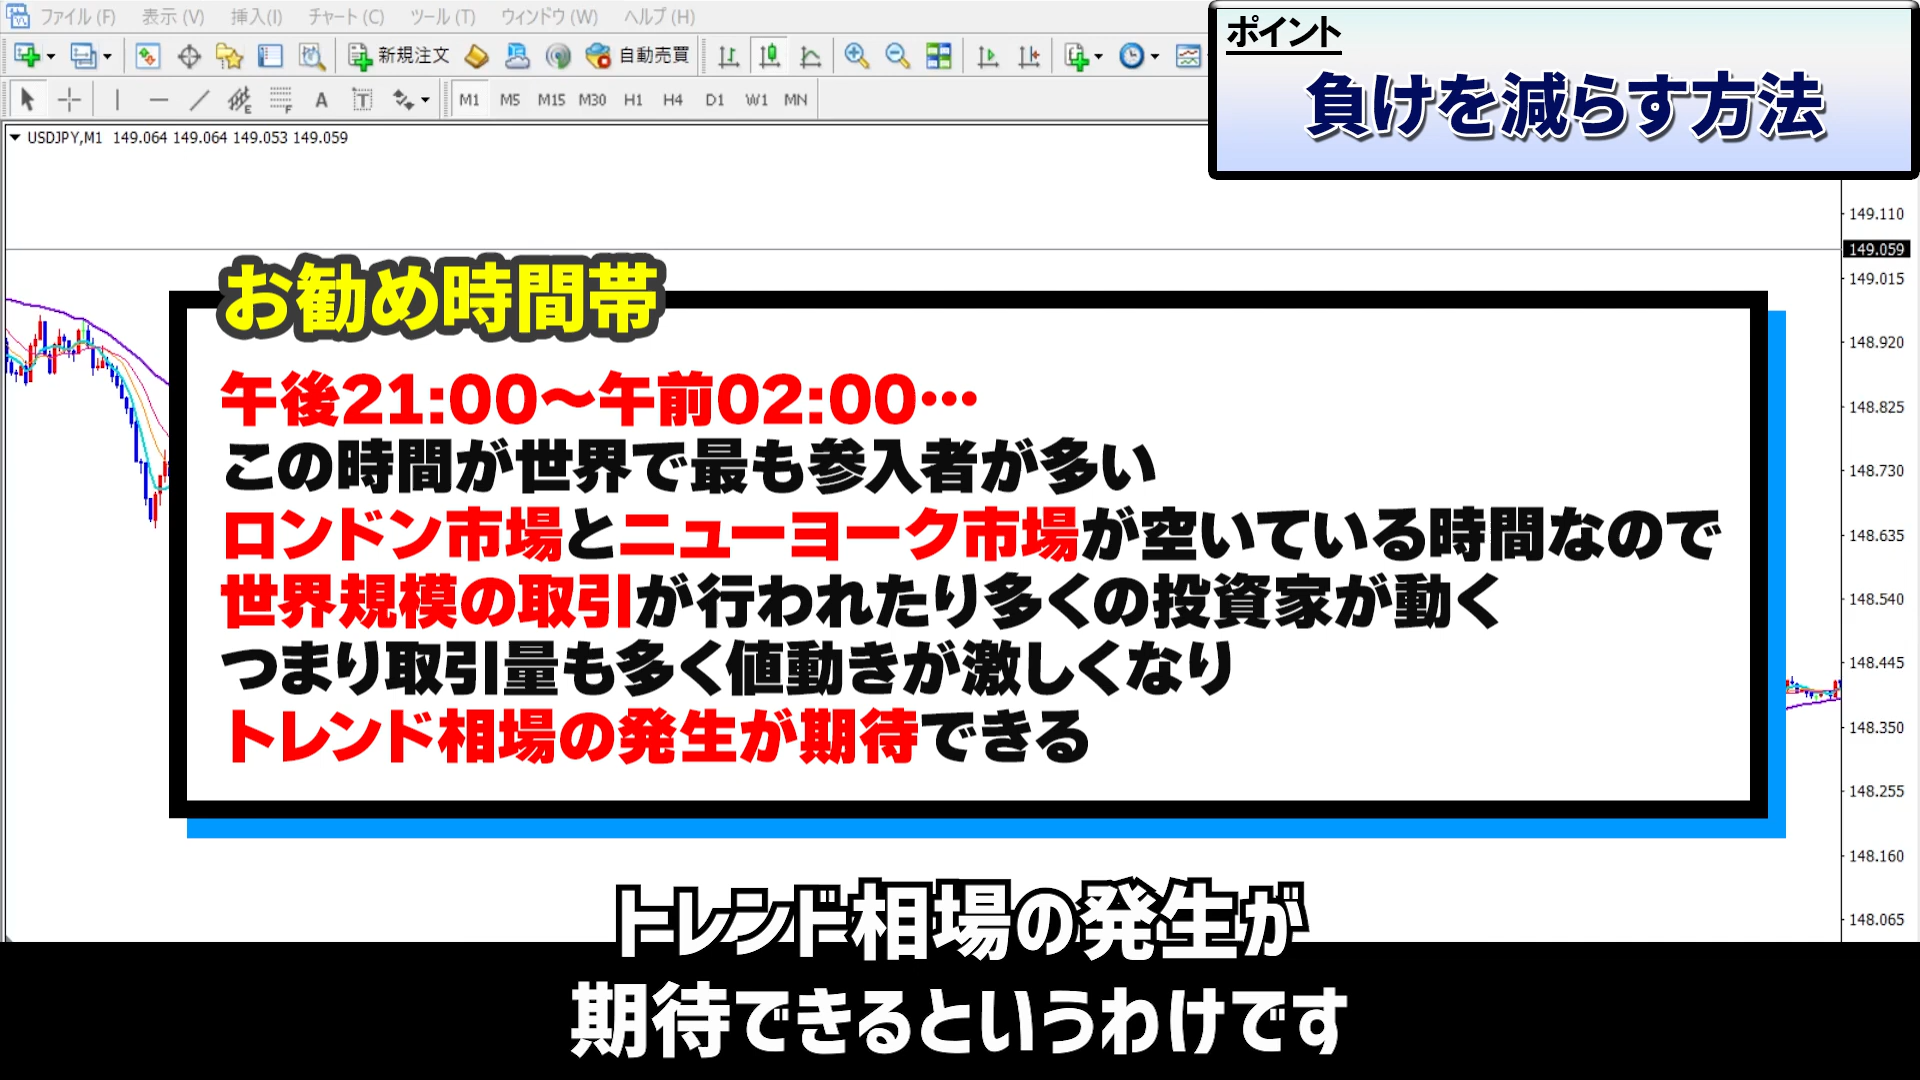 ファイル (F) 表示 (V) 挿入(I) チャート (C) ツール (T) ウィンドウ (W) ヘルプ (H)
新規注文 自動売買
A T M1 M5 M15 M30 H1 H4 D1 W1 MN
ポイント
負けを減らす方法
USDJPY,M1 149.064 149.064 149.053 149.059
149.110
149.059
149.015
148.920
148.825
148.730
148.635
148.540
148.445
148.350
148.255
148.160
148.065
お勧め時間帯
午後21:00～午前02:00…
この時間が世界で最も参入者が多い
ロンドン市場とニューヨーク市場が空いている時間なので
世界規模の取引が行われたり多くの投資家が動く
つまり取引量も多く値動きが激しくなり
トレンド相場の発生が期待できる
トレンド相場の発生が
期待できるというわけです